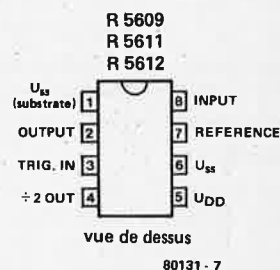 R 5609
R 5611
R 5612
Uss
(substrate) 1
8 INPUT
OUTPUT 2
7 REFERENCE
TRIG. IN 3
6 Uss
÷ 2 OUT 4
5 UDD
vue de dessus
80131 - 7